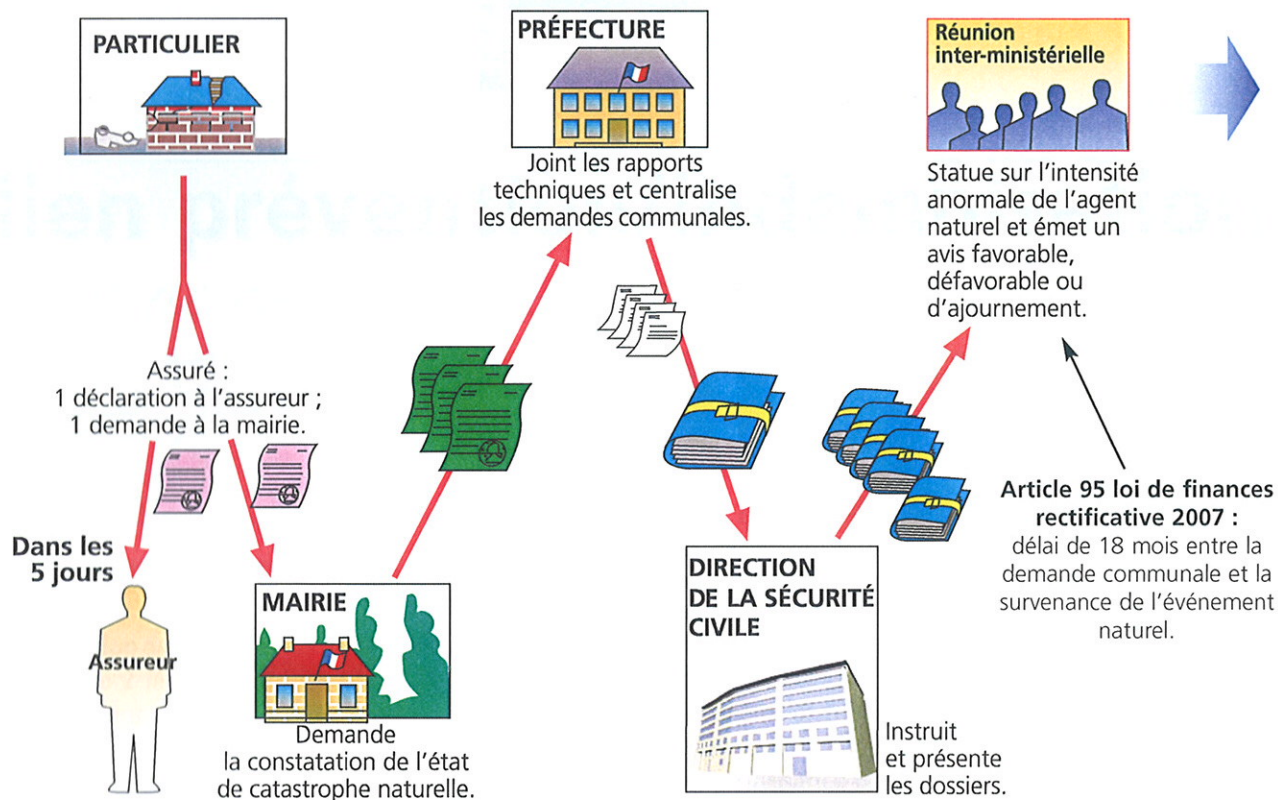 PARTICULIER
Assuré :
1 déclaration à l'assureur ;
1 demande à la mairie.
Dans les
5 jours
Assureur
MAIRIE
Demande
la constatation de l'état
de catastrophe naturelle.
PRÉFECTURE
Joint les rapports
techniques et centralise
les demandes communales.
DIRECTION
DE LA SÉCURITÉ
CIVILE
Instruit
et présente
les dossiers.
Réunion
inter-ministérielle
Statue sur l'intensité
anormale de l'agent
naturel et émet un
avis favorable,
défavorable ou
d'ajournement.
Article 95 loi de finances
rectificative 2007 :
délai de 18 mois entre la
demande communale et la
survenance de l'événement
naturel.